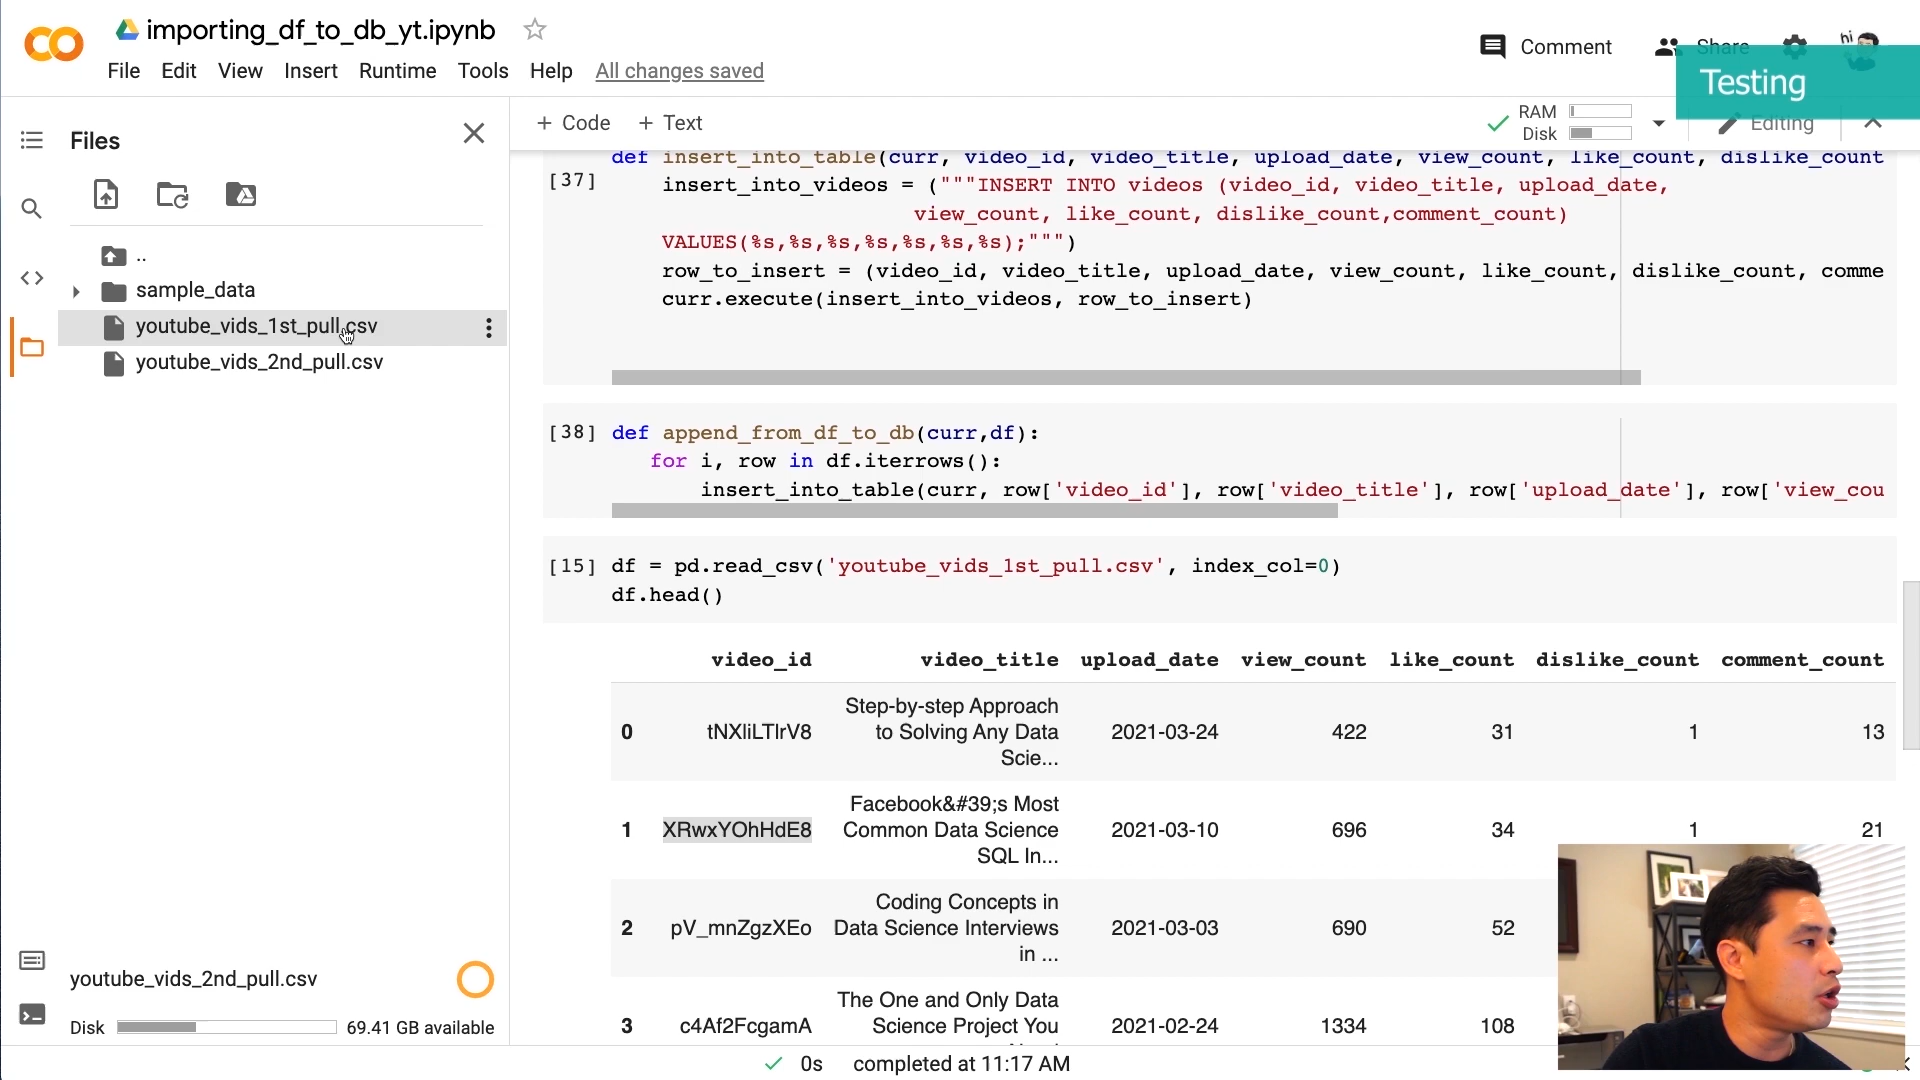 importing_df_to_db_yt.ipynb
File Edit View Insert Runtime Tools Help All changes saved
Comment
Share
hi
Testing
Files
+ Code + Text
RAM
Disk
Editing
..
sample_data
youtube_vids_1st_pull.csv
youtube_vids_2nd_pull.csv
def insert_into_table(curr, video_id, video_title, upload_date, view_count, like_count, dislike_count
[37] insert_into_videos = ("""INSERT INTO videos (video_id, video_title, upload_date,
view_count, like_count, dislike_count,comment_count)
VALUES(%s,%s,%s,%s,%s,%s,%s);""")
row_to_insert = (video_id, video_title, upload_date, view_count, like_count, dislike_count, comme
curr.execute(insert_into_videos, row_to_insert)
[38] def append_from_df_to_db(curr,df):
for i, row in df.iterrows():
insert_into_table(curr, row['video_id'], row['video_title'], row['upload_date'], row['view_cou
[15] df = pd.read_csv('youtube_vids_1st_pull.csv', index_col=0)
df.head()
video_id video_title upload_date view_count like_count dislike_count comment_count
Step-by-step Approach
0 tNXliLTlrV8 to Solving Any Data 2021-03-24 422 31 1 13
Scie...
Facebook&#39;s Most
1 XRwxYOhHdE8 Common Data Science 2021-03-10 696 34 1 21
SQL In...
Coding Concepts in
2 pV_mnZgzXEo Data Science Interviews 2021-03-03 690 52
in ...
The One and Only Data
3 c4Af2FcgamA Science Project You 2021-02-24 1334 108
youtube_vids_2nd_pull.csv
Disk 69.41 GB available
0s completed at 11:17 AM